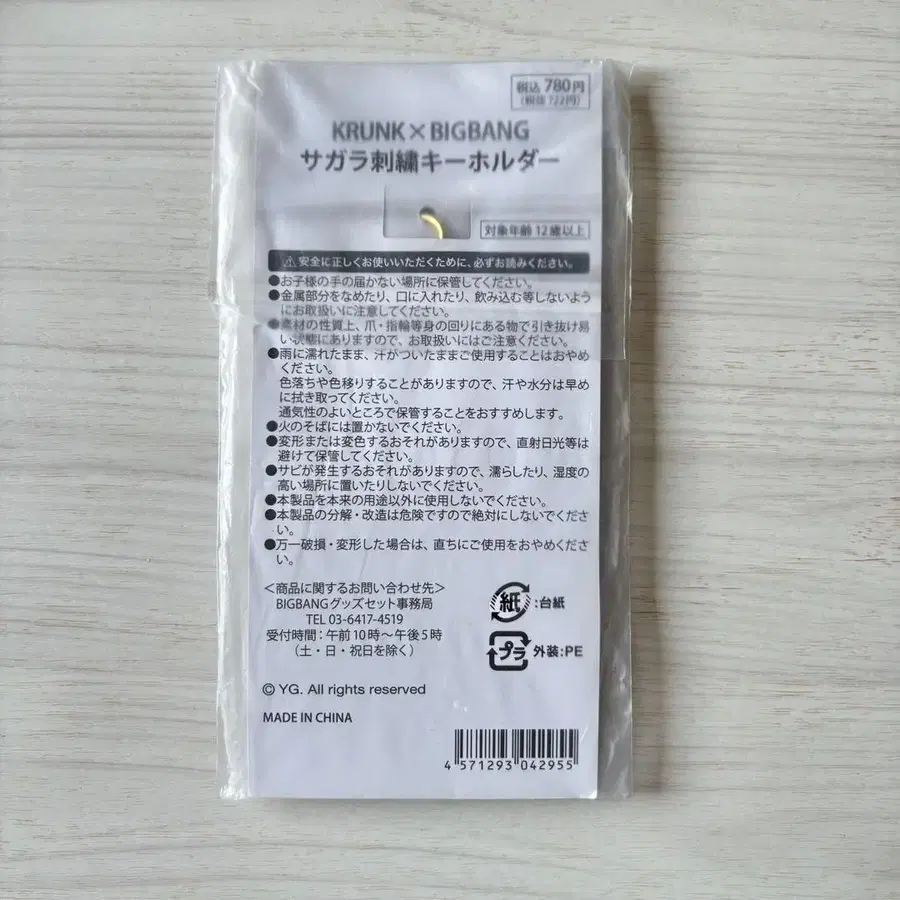 税込 780円
(税抜 722円)
KRUNK×BIGBANG
サガラ刺繍キーホルダー
対象年齢 12歳以上
⚠安全に正しくお使いいただくために、必ずお読みください。
●お子様の手の届かない場所に保管してください。
●金属部分をなめたり、口に入れたり、飲み込む等しないよう
にお取扱いに注意してください。
●素材の性質上、爪・指輪等身の回りにある物で引き抜け易
い状態にありますので、お取扱いにはご注意ください。
●雨に濡れたまま、汗がついたままご使用することはおやめ
ください。
色落ちや色移りすることがありますので、汗や水分は早め
に拭き取ってください。
通気性のよいところで保管することをおすすめします。
●火のそばには置かないでください。
●変形または変色するおそれがありますので、直射日光等は
避けて保管してください。
●サビが発生するおそれがありますので、濡らしたり、湿度の
高い場所に置いたりしないでください。
●本製品を本来の用途以外に使用しないでください。
●本製品の分解・改造は危険ですので絶対にしないでくださ
い。
●万一破損・変形した場合は、直ちにご使用をおやめくださ
い。
＜商品に関するお問い合わせ先＞
BIGBANGグッズセット事務局
TEL 03-6417-4519
受付時間：午前10時～午後5時
（土・日・祝日を除く）
紙:台紙
プラ 外装:PE
© YG. All rights reserved
MADE IN CHINA
4 571293 042955